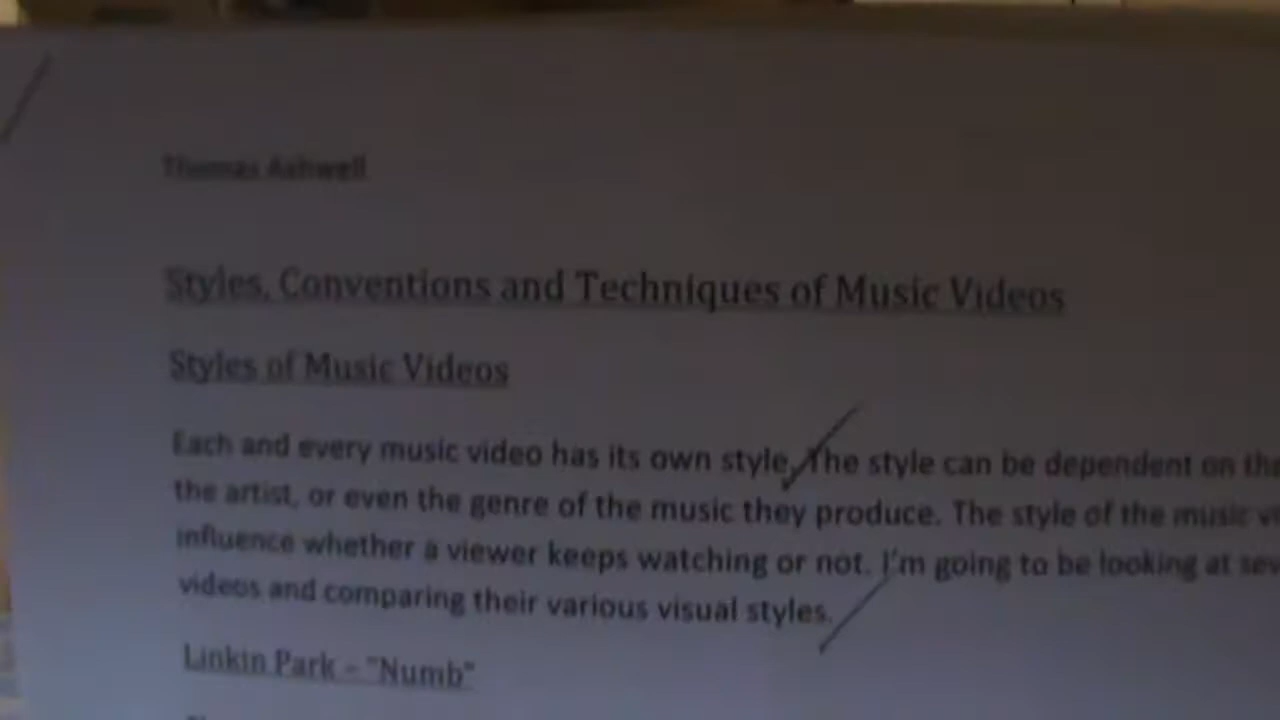 Thomas Ashwell
Styles, Conventions and Techniques of Music Videos
Styles of Music Videos
Each and every music video has its own style. The style can be dependent on the
the artist, or even the genre of the music they produce. The style of the music
influence whether a viewer keeps watching or not. I'm going to be looking at
videos and comparing their various visual styles.
Linkin Park - "Numb"